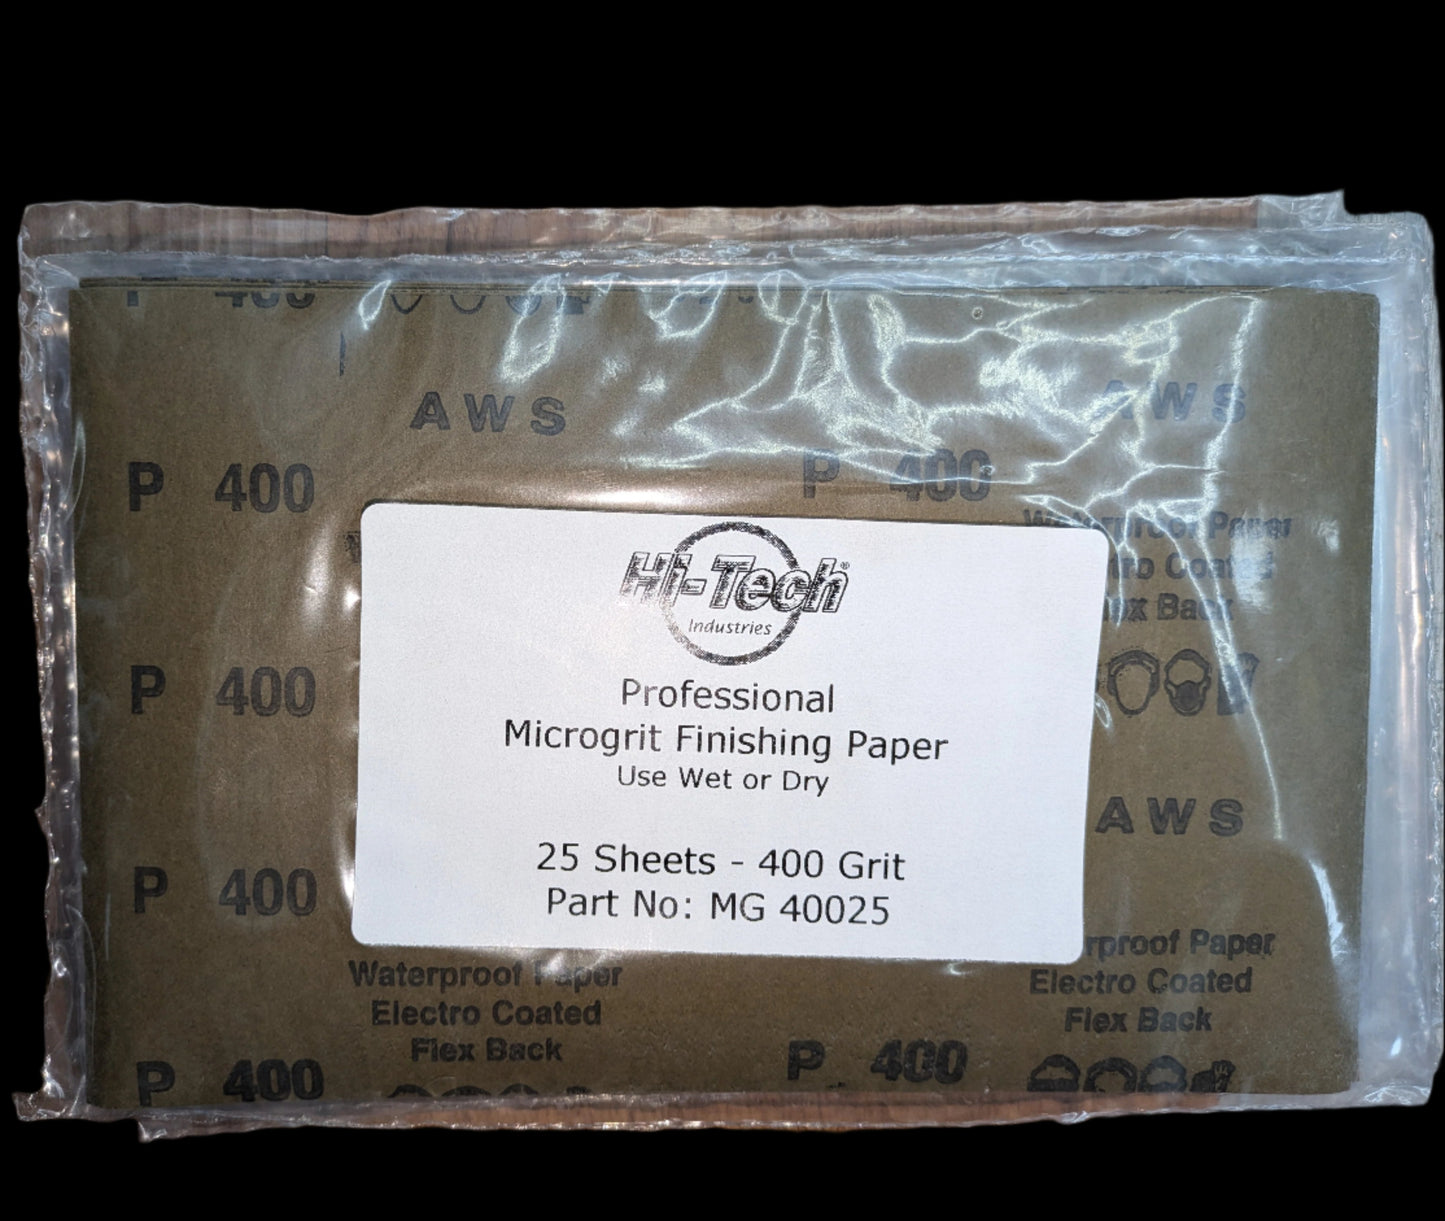 P 400
AWS
AWS
P 400
P 400
Waterproof Paper
Electro Coated
Flex Back
Hi-Tech®
Industries
Professional
Microgrit Finishing Paper
Use Wet or Dry
25 Sheets - 400 Grit
Part No: MG 40025
P 400
AWS
P 400
Waterproof Paper
Electro Coated
Flex Back
Paper
Electro Coated
Flex Back
P 400
P 400